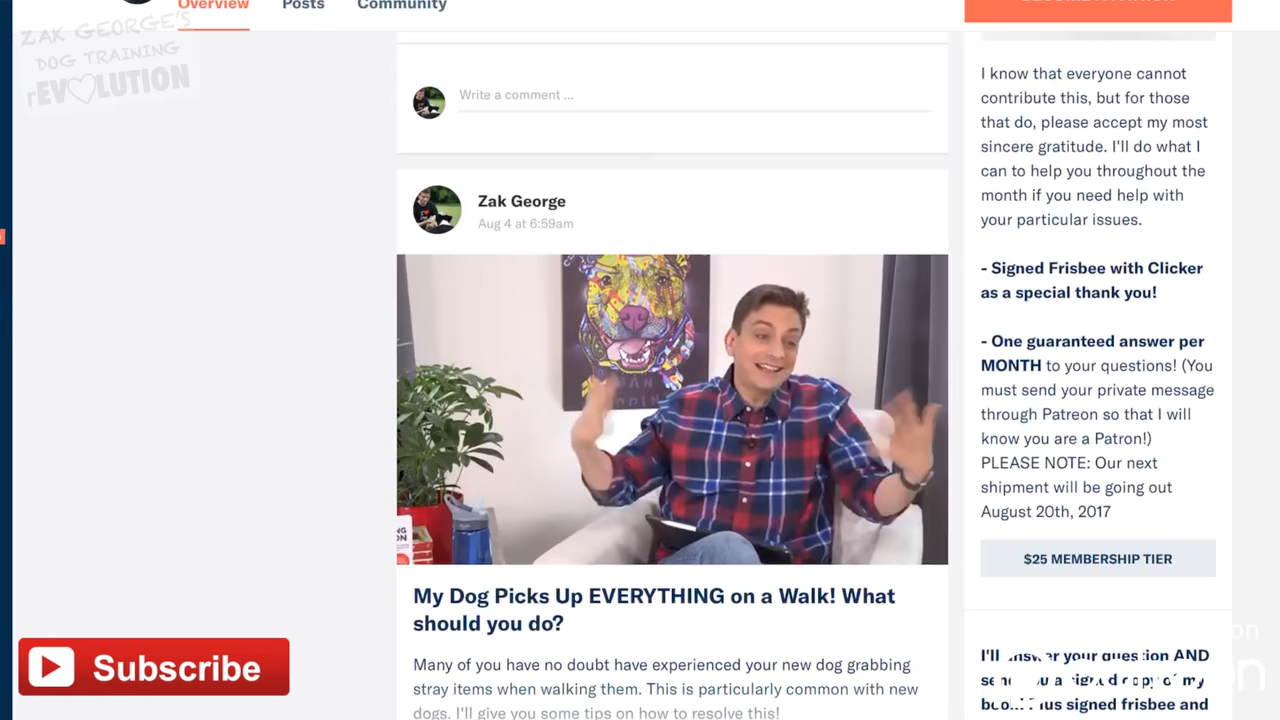 Overview Posts Community
ZAK GEORGE'S
DOG TRAINING
rEVOLUTION
Write a comment ...
Zak George
Aug 4 at 6:59am
My Dog Picks Up EVERYTHING on a Walk! What
should you do?
Many of you have no doubt have experienced your new dog grabbing
stray items when walking them. This is particularly common with new
dogs. I'll give you some tips on how to resolve this!
Subscribe
I know that everyone cannot
contribute this, but for those
that do, please accept my most
sincere gratitude. I'll do what I
can to help you throughout the
month if you need help with
your particular issues.
- Signed Frisbee with Clicker
as a special thank you!
- One guaranteed answer per
MONTH to your questions! (You
must send your private message
through Patreon so that I will
know you are a Patron!)
PLEASE NOTE: Our next
shipment will be going out
August 20th, 2017
$25 MEMBERSHIP TIER
I'll answer your question AND
send you a signed copy of my
book! Plus signed frisbee and